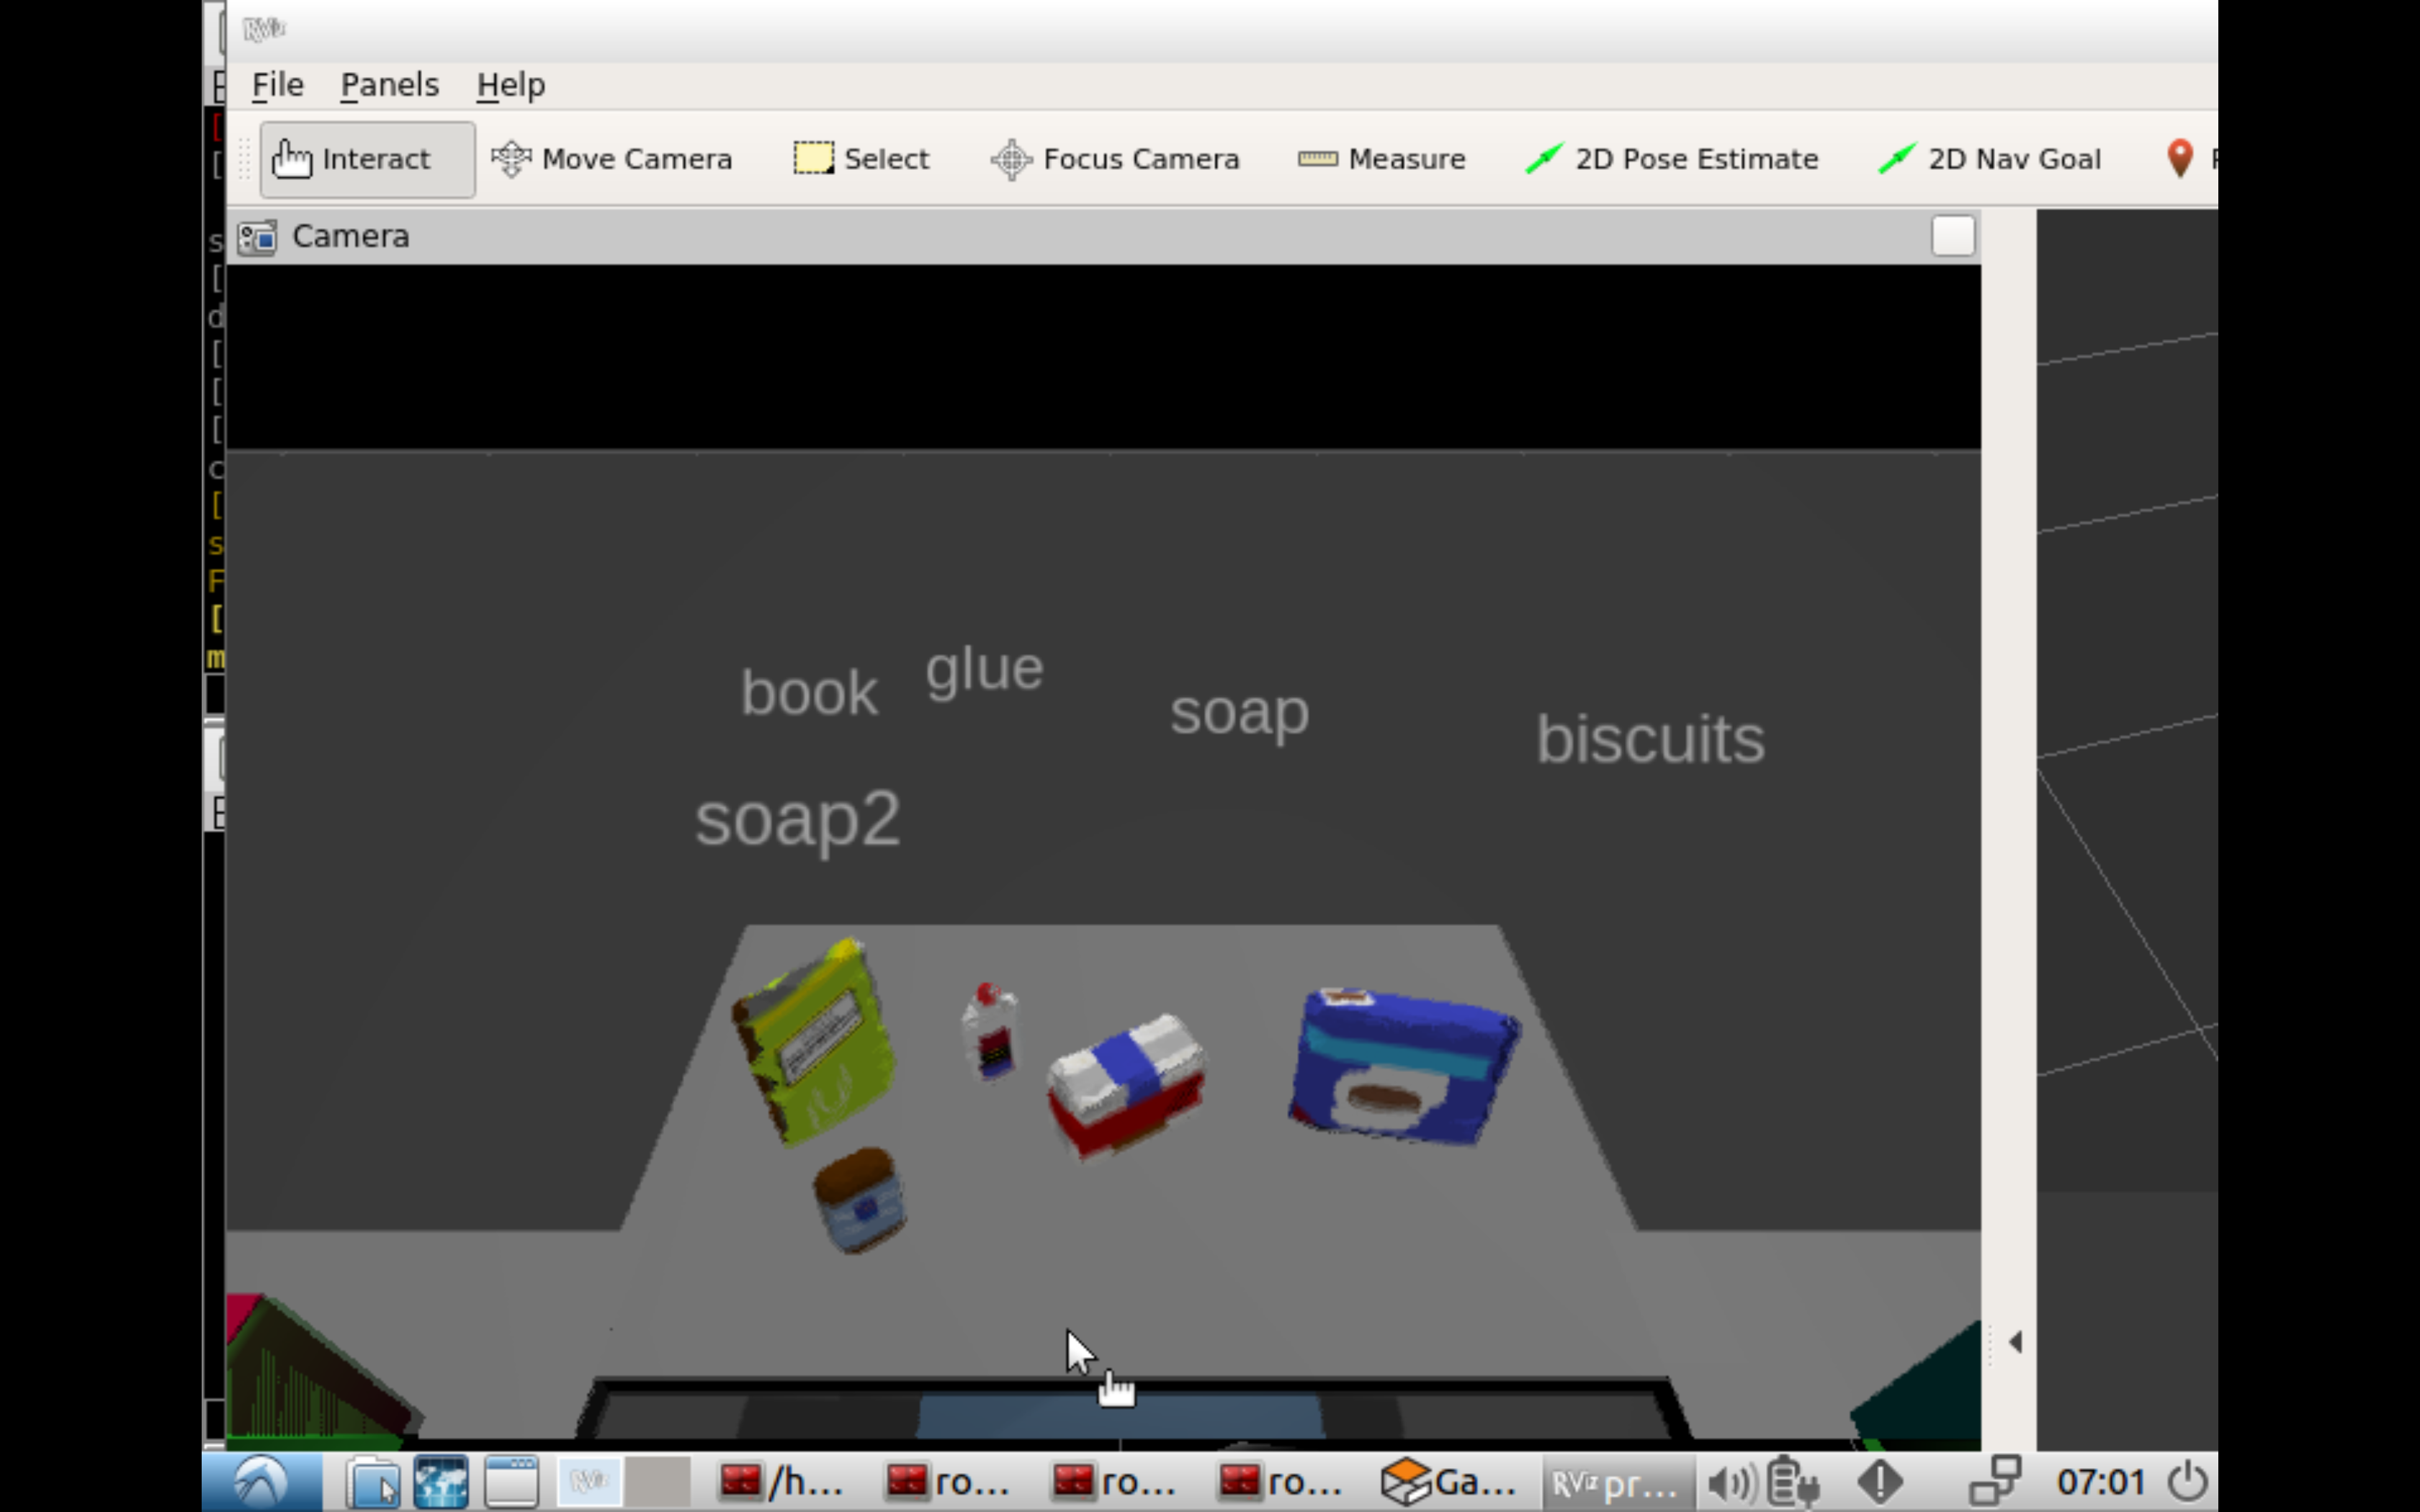 RViz
File Panels Help
Interact Move Camera Select Focus Camera Measure 2D Pose Estimate 2D Nav Goal
Camera
book glue
soap
biscuits
soap2
RViz /h... ro... ro... ro... Ga... RViz pr... 07:01